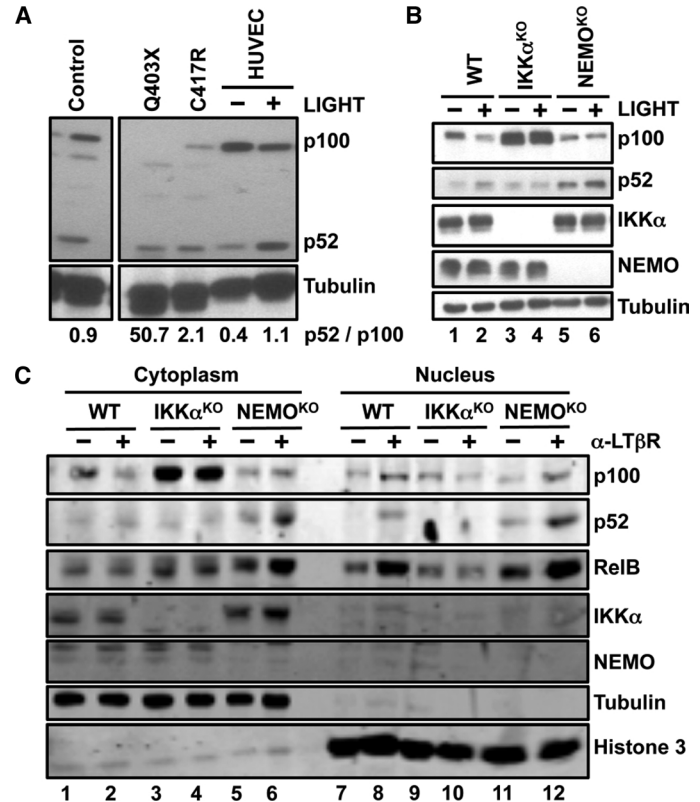 A
Control
Q403X
C417R
HUVEC
− + LIGHT
p100
p52
Tubulin
0.9 50.7 2.1 0.4 1.1 p52 / p100
B
WT IKKαKO NEMOKO
− + − + − + LIGHT
p100
p52
IKKα
NEMO
Tubulin
1 2 3 4 5 6
C
Cytoplasm Nucleus
WT IKKαKO NEMOKO WT IKKαKO NEMOKO
− + − + − + − + − + − + α-LTβR
p100
p52
RelB
IKKα
NEMO
Tubulin
Histone 3
1 2 3 4 5 6 7 8 9 10 11 12